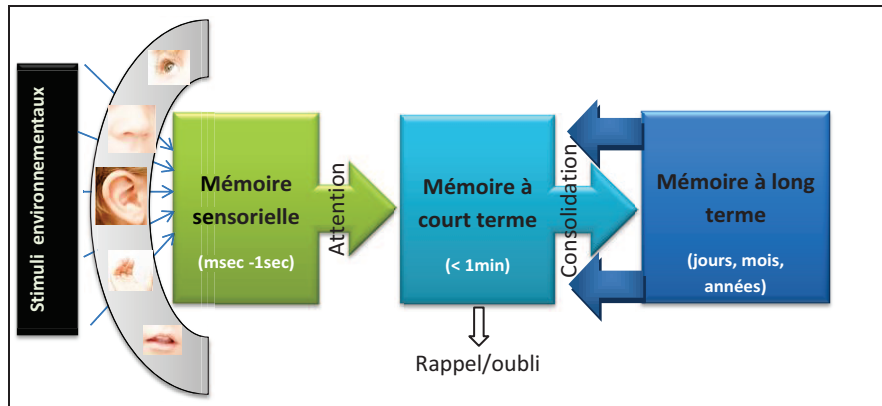 Stimuli environnementaux
Mémoire
sensorielle
(msec -1sec)
Attention
Mémoire à
court terme
(< 1min)
Rappel/oubli
Consolidation
Mémoire à long
terme
(jours, mois,
années)